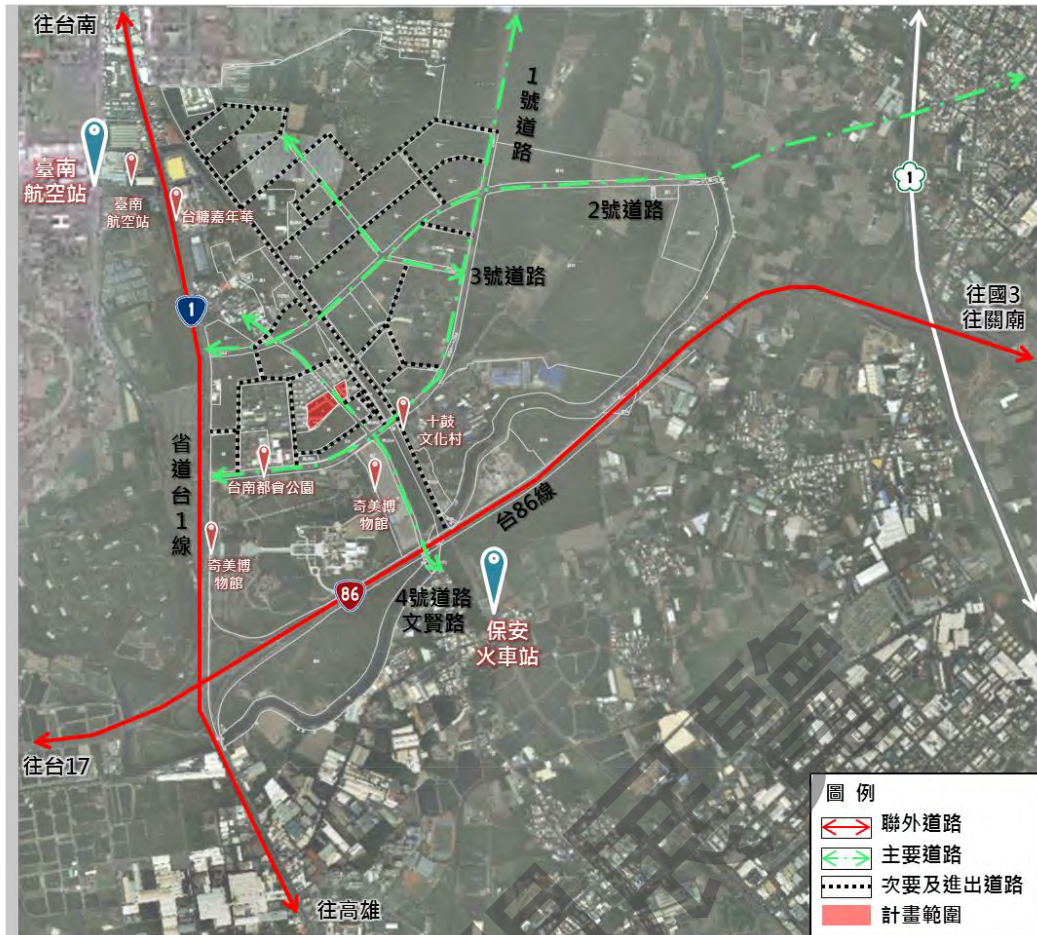 往台南
1號道路
臺南
航空站
臺南
航空站
台糖嘉年華
1
2號道路
1
3號道路
往國3
往關廟
十鼓
文化村
省道台1線
台南都會公園
奇美博
物館
台86線
奇美博
物館
86
4號道路
文賢路
保安
火車站
往台17
往高雄
圖例
聯外道路
主要道路
次要及進出道路
計畫範圍